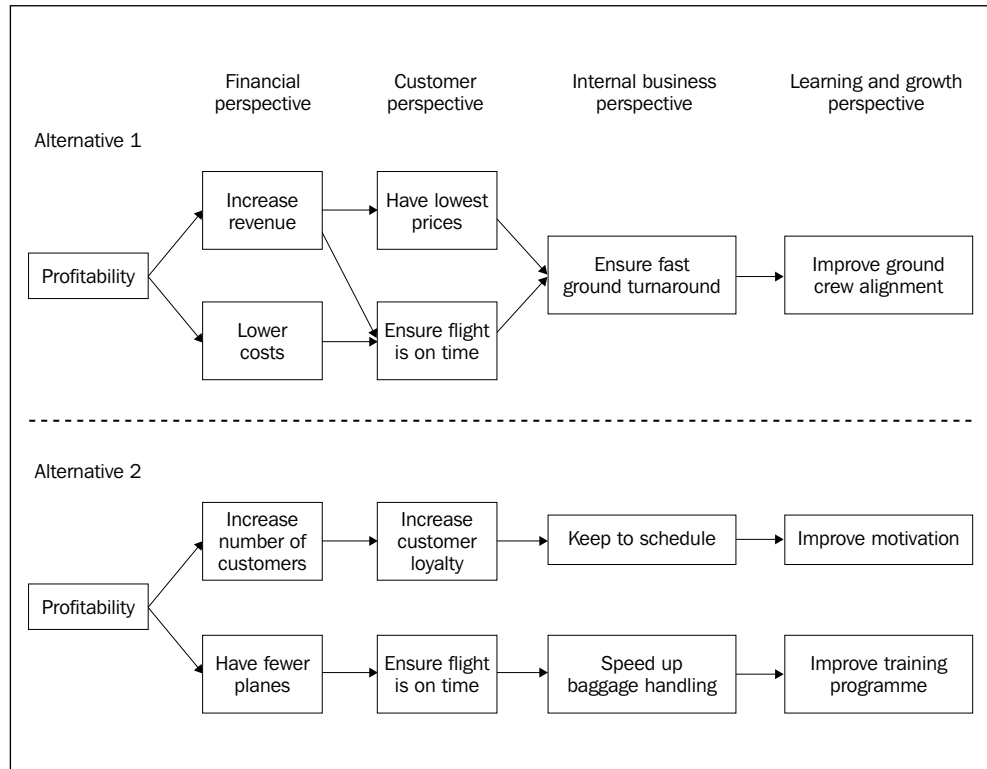 Financial
perspective
Customer
perspective
Internal business
perspective
Learning and growth
perspective
Alternative 1
Profitability
Increase
revenue
Have lowest
prices
Lower
costs
Ensure flight
is on time
Ensure fast
ground turnaround
Improve ground
crew alignment
Alternative 2
Profitability
Increase
number of
customers
Increase
customer
loyalty
Keep to schedule
Improve motivation
Have fewer
planes
Ensure flight
is on time
Speed up
baggage handling
Improve training
programme